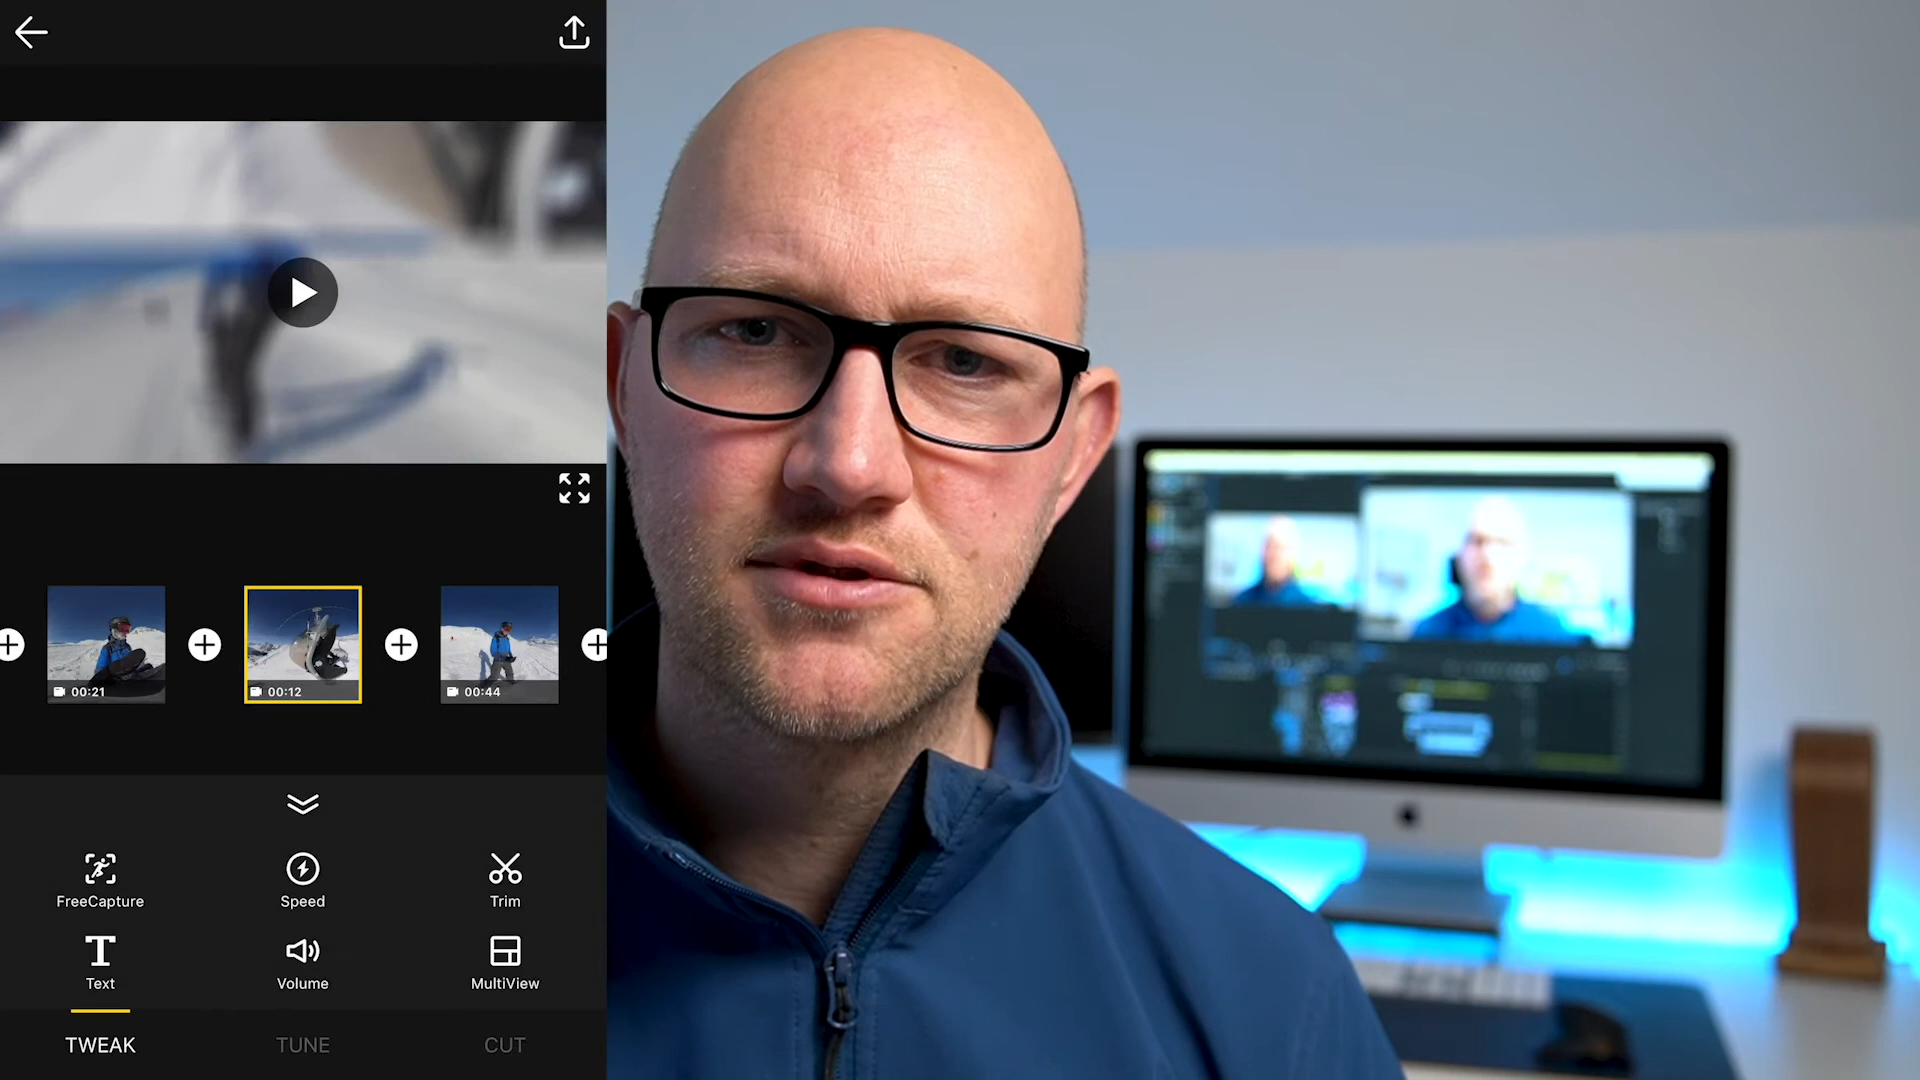 00:21
00:12
00:44
FreeCapture
Speed
Trim
Text
Volume
MultiView
TWEAK
TUNE
CUT